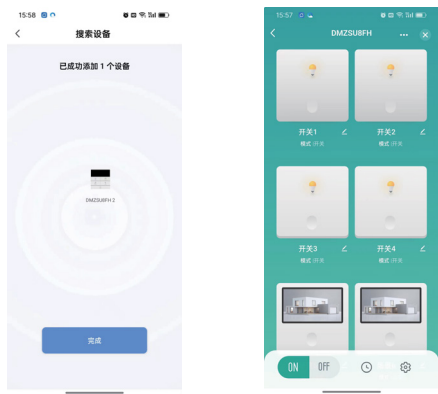 15:58
搜索设备
已成功添加 1 个设备
DMZSU8FH 2
完成
15:57
DMZSU8FH
开关1
模式:开关
开关2
模式:开关
开关3
模式:开关
开关4
模式:开关
ON
OFF